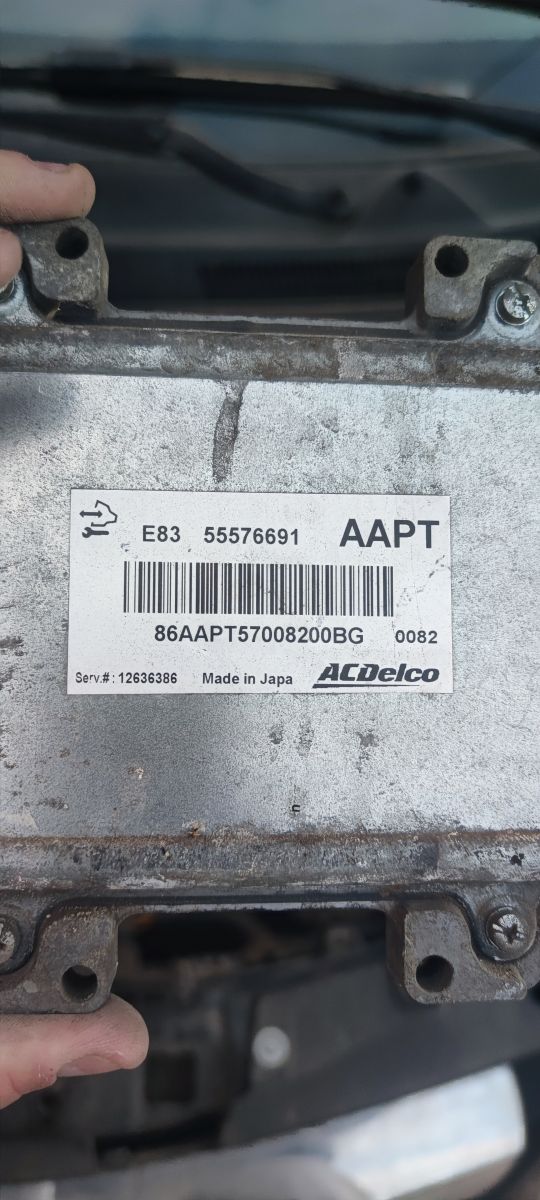 E83 55576691 AAPT
86AAPT57008200BG 0082
Serv.#: 12636386 Made in Japa ACDelco